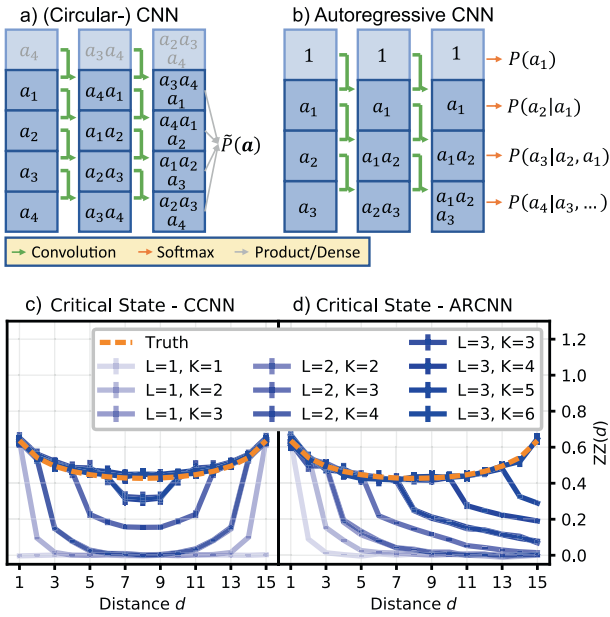 a) (Circular-) CNN
a₄
a₃a₄
a₂a₃
a₄
a₁
a₄a₁
a₃a₄
a₁
a₂
a₁a₂
a₄a₁
a₂
a₃
a₂a₃
a₁a₂
a₃
a₄
a₃a₄
a₂a₃
a₄
P̃(a)
b) Autoregressive CNN
1 1 1 P(a₁)
a₁ a₁ a₁ P(a₂|a₁)
a₂ a₁a₂ a₁a₂ P(a₃|a₂, a₁)
a₃ a₂a₃ a₁a₂
a₃
P(a₄|a₃, ...)
Convolution Softmax Product/Dense
c) Critical State - CCNN
d) Critical State - ARCNN
Truth
L=1, K=1
L=1, K=2
L=1, K=3
L=2, K=2
L=2, K=3
L=2, K=4
L=3, K=3
L=3, K=4
L=3, K=5
L=3, K=6
1.2
1.0
0.8
0.6
0.4
0.2
0.0
ZZ(d)
1 3 5 7 9 11 13 15
Distance d
1 3 5 7 9 11 13 15
Distance d